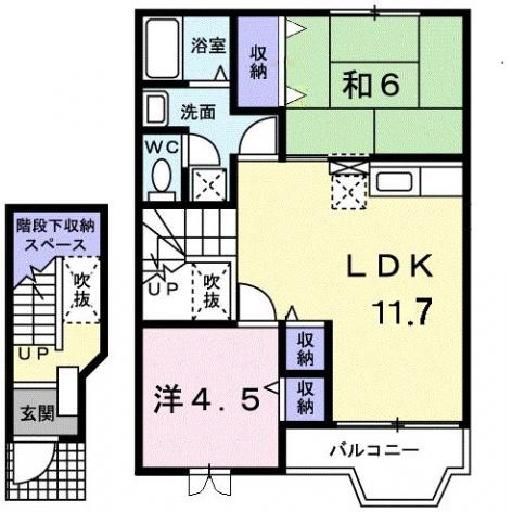 浴室
収納
和6
洗面
WC
階段下収納
スペース
吹抜
UP
玄関
UP
吹抜
LDK
11.7
収納
収納
洋4.5
バルコニー